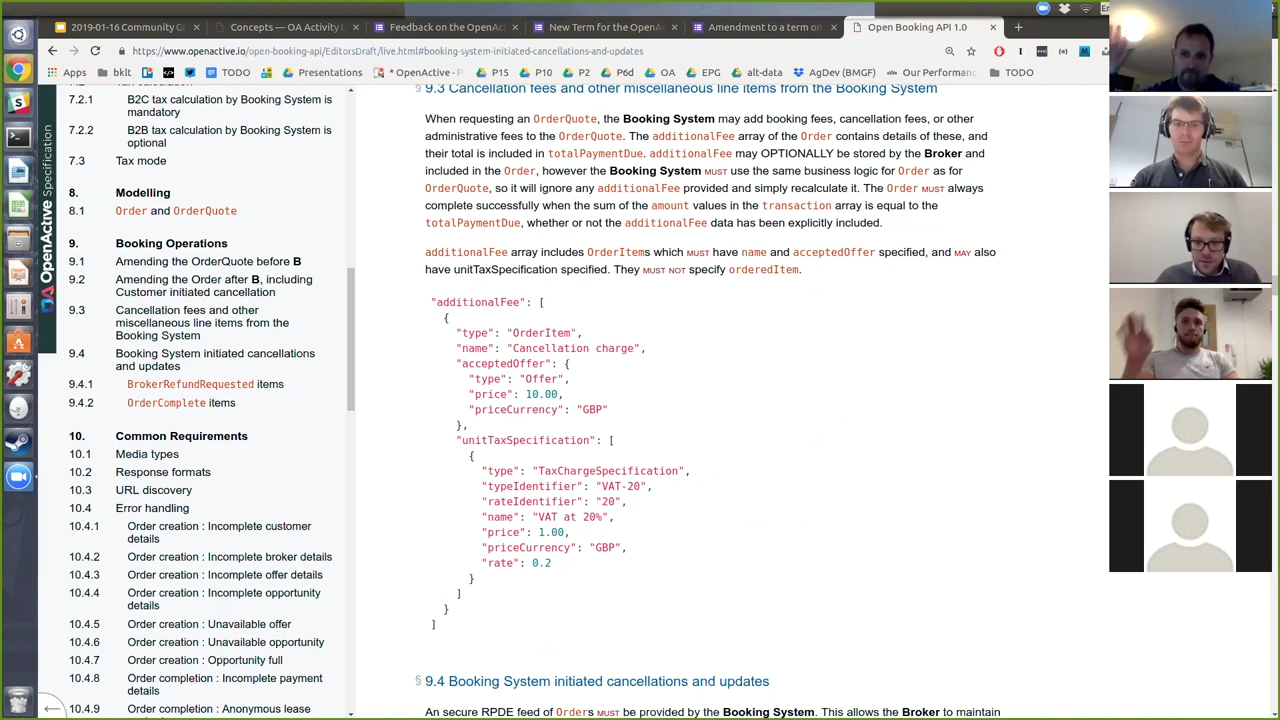 2019-01-16 Community G
Concepts — OA Activity L
Feedback on the OpenAc
New Term for the OpenA
Amendment to a term on
Open Booking API 1.0
En
https://www.openactive.io/open-booking-api/EditorsDraft/live.html#booking-system-initiated-cancellations-and-updates
Apps
bklt
TODO
Presentations
* OpenActive - P
P15
P10
P2
P6d
OA
EPG
alt-data
AgDev (BMGF)
Our Performan
TODO
OpenActive Specification
7.2.1 B2C tax calculation by Booking System is
mandatory
7.2.2 B2B tax calculation by Booking System is
optional
7.3 Tax mode
8. Modelling
8.1 Order and OrderQuote
9. Booking Operations
9.1 Amending the OrderQuote before B
9.2 Amending the Order after B, including
Customer initiated cancellation
9.3 Cancellation fees and other
miscellaneous line items from the
Booking System
9.4 Booking System initiated cancellations
and updates
9.4.1 BrokerRefundRequested items
9.4.2 OrderComplete items
10. Common Requirements
10.1 Media types
10.2 Response formats
10.3 URL discovery
10.4 Error handling
10.4.1 Order creation : Incomplete customer
details
10.4.2 Order creation : Incomplete broker details
10.4.3 Order creation : Incomplete offer details
10.4.4 Order creation : Incomplete opportunity
details
10.4.5 Order creation : Unavailable offer
10.4.6 Order creation : Unavailable opportunity
10.4.7 Order creation : Opportunity full
10.4.8 Order completion : Incomplete payment
details
10.4.9 Order completion : Anonymous lease
§ 9.3 Cancellation fees and other miscellaneous line items from the Booking System
When requesting an OrderQuote, the Booking System may add booking fees, cancellation fees, or other
administrative fees to the OrderQuote. The additionalFee array of the Order contains details of these, and
their total is included in totalPaymentDue. additionalFee may OPTIONALLY be stored by the Broker and
included in the Order, however the Booking System MUST use the same business logic for Order as for
OrderQuote, so it will ignore any additionalFee provided and simply recalculate it. The Order MUST always
complete successfully when the sum of the amount values in the transaction array is equal to the
totalPaymentDue, whether or not the additionalFee data has been explicitly included.
additionalFee array includes OrderItems which MUST have name and acceptedOffer specified, and MAY also
have unitTaxSpecification specified. They MUST NOT specify orderedItem.
"additionalFee": [
{
"type": "OrderItem",
"name": "Cancellation charge",
"acceptedOffer": {
"type": "Offer",
"price": 10.00,
"priceCurrency": "GBP"
},
"unitTaxSpecification": [
{
"type": "TaxChargeSpecification",
"typeIdentifier": "VAT-20",
"rateIdentifier": "20",
"name": "VAT at 20%",
"price": 1.00,
"priceCurrency": "GBP",
"rate": 0.2
}
]
}
]
§ 9.4 Booking System initiated cancellations and updates
An secure RPDE feed of Orders MUST be provided by the Booking System. This allows the Broker to maintain